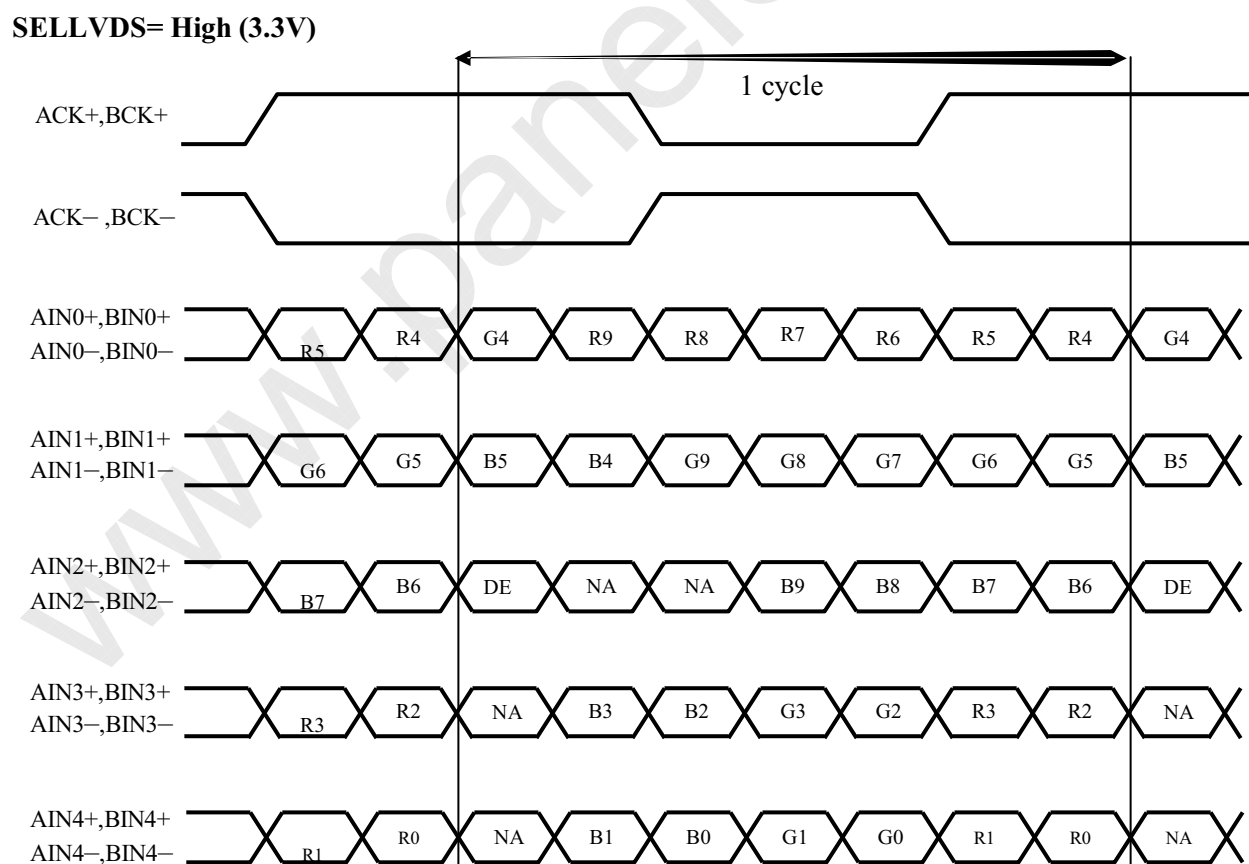 SELLVDS= High (3.3V)
1 cycle
ACK+,BCK+
ACK− ,BCK−
AIN0+,BIN0+
AIN0−,BIN0−
R5 R4 G4 R9 R8 R7 R6 R5 R4 G4
AIN1+,BIN1+
AIN1−,BIN1−
G6 G5 B5 B4 G9 G8 G7 G6 G5 B5
AIN2+,BIN2+
AIN2−,BIN2−
B7 B6 DE NA NA B9 B8 B7 B6 DE
AIN3+,BIN3+
AIN3−,BIN3−
R3 R2 NA B3 B2 G3 G2 R3 R2 NA
AIN4+,BIN4+
AIN4−,BIN4−
R1 R0 NA B1 B0 G1 G0 R1 R0 NA
www.panel